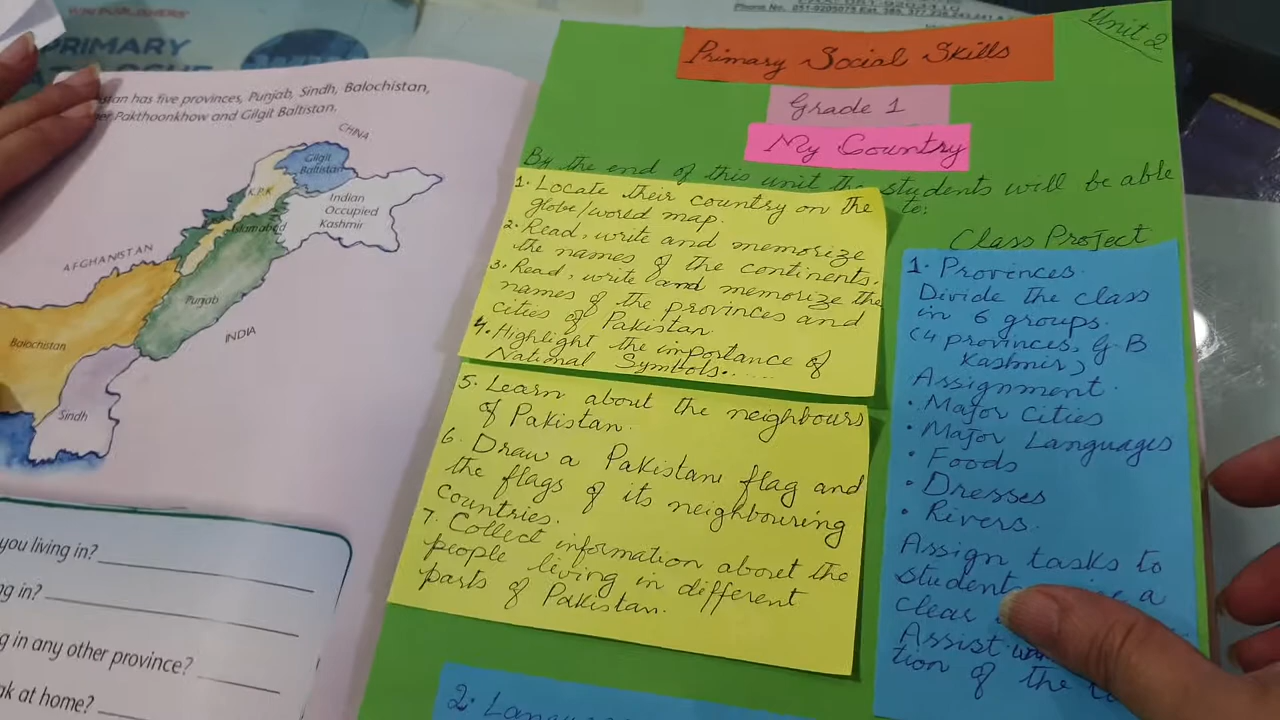 PRIMARY
has five provinces, Punjab, Sindh, Balochistan,
Pakthoonkhow and Gilgit Baltistan.
CHINA
Gilgit
Baltistan
K.P.K
Indian
Occupied
Kashmir
Islamabad
AFGHANISTAN
Punjab
INDIA
Balochistan
Sindh
you living in?
in?
in any other province?
at home?
Unit 2
Primary Social Skills
Grade 1
My Country
By the end of this unit the students will be able
to:
1. Locate their country on the
globe/world map.
2. Read, write and memorize
the names of the continents.
3. Read, write and memorize the
names of the provinces and
cities of Pakistan.
4. Highlight the importance of
National Symbols.....
5. Learn about the neighbours
of Pakistan.
6. Draw a Pakistani flag and
the flags of its neighbouring
countries.
7. Collect information about the
people living in different
parts of Pakistan.
Class Project
1. Provinces.
Divide the class
in 6 groups.
(4 provinces, G.B
Kashmir)
Assignment.
• Major Cities
• Major Languages
• Foods
• Dresses
• Rivers.
Assign tasks to
student a
clear
Assist
tion of the
2.